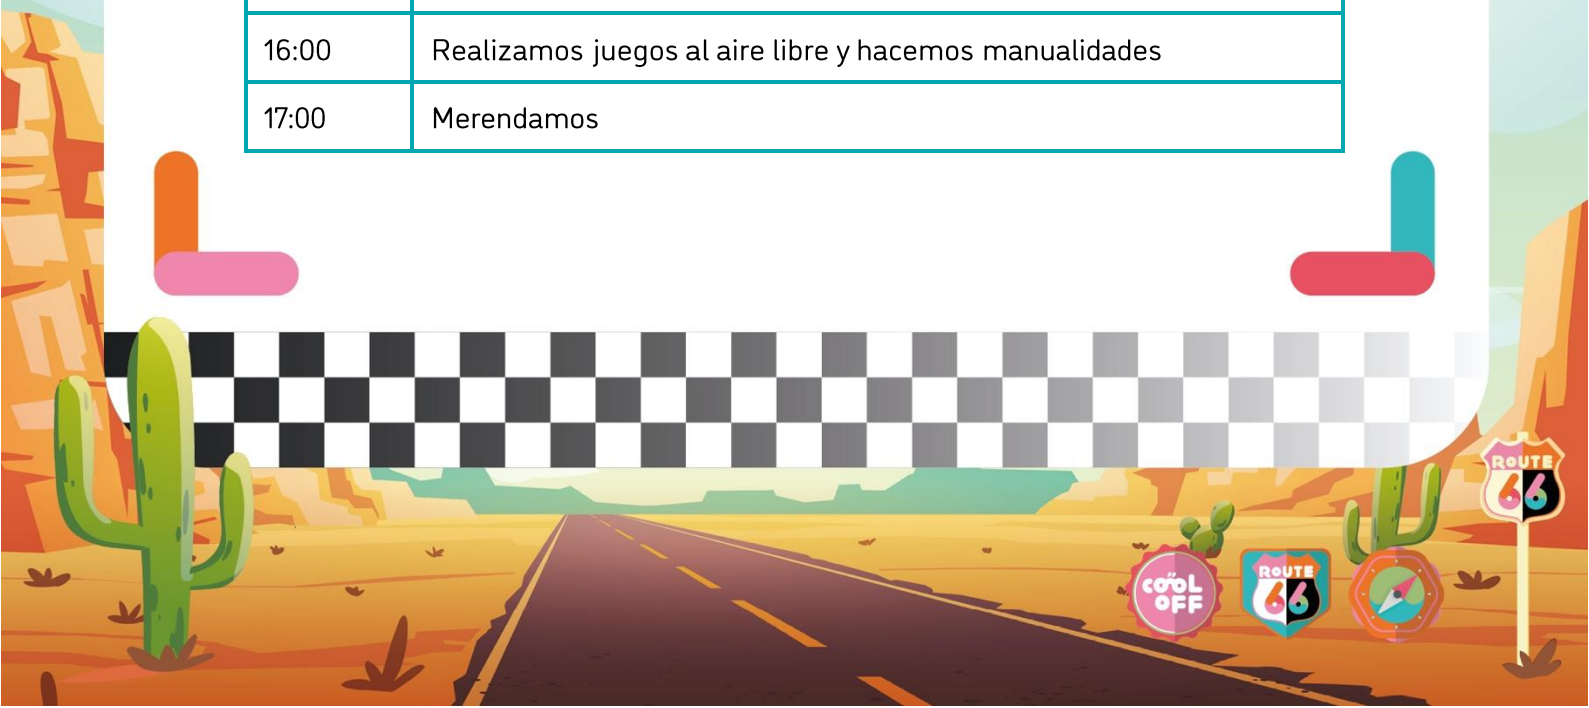 16:00 Realizamos juegos al aire libre y hacemos manualidades
17:00 Merendamos
ROUTE
66
COOL
OFF
ROUTE
66